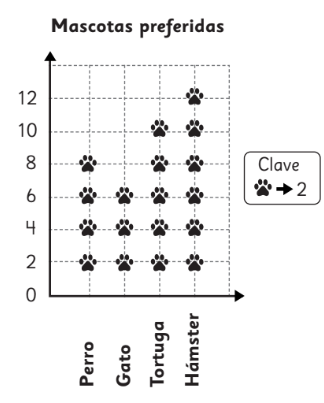 Mascotas preferidas
12
10
8
6
4
2
0
Clave
➔ 2
Perro
Gato
Tortuga
Hámster